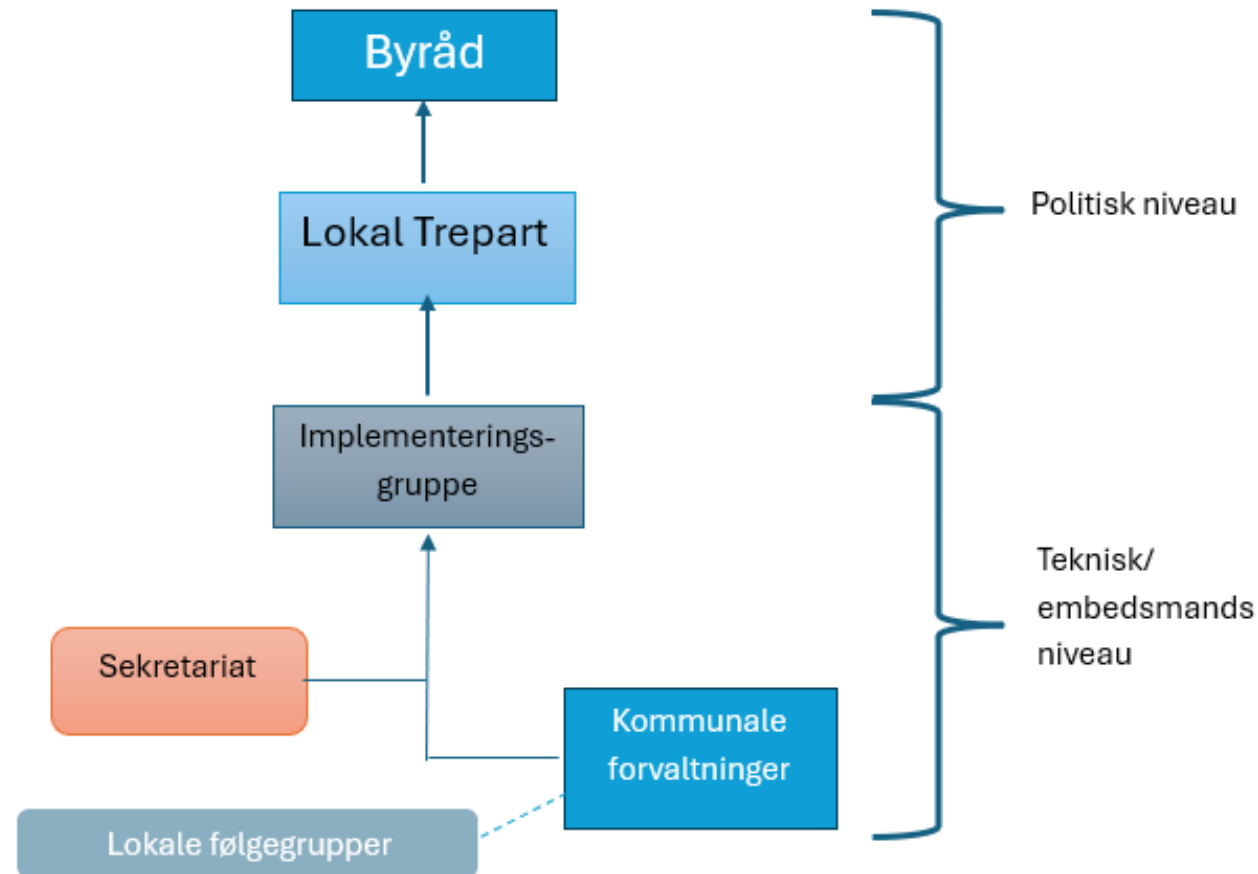 Byråd
Lokal Trepart
Politisk niveau
Implementerings-
gruppe
Teknisk/
embedsmands
niveau
Sekretariat
Kommunale
forvaltninger
Lokale følgegrupper